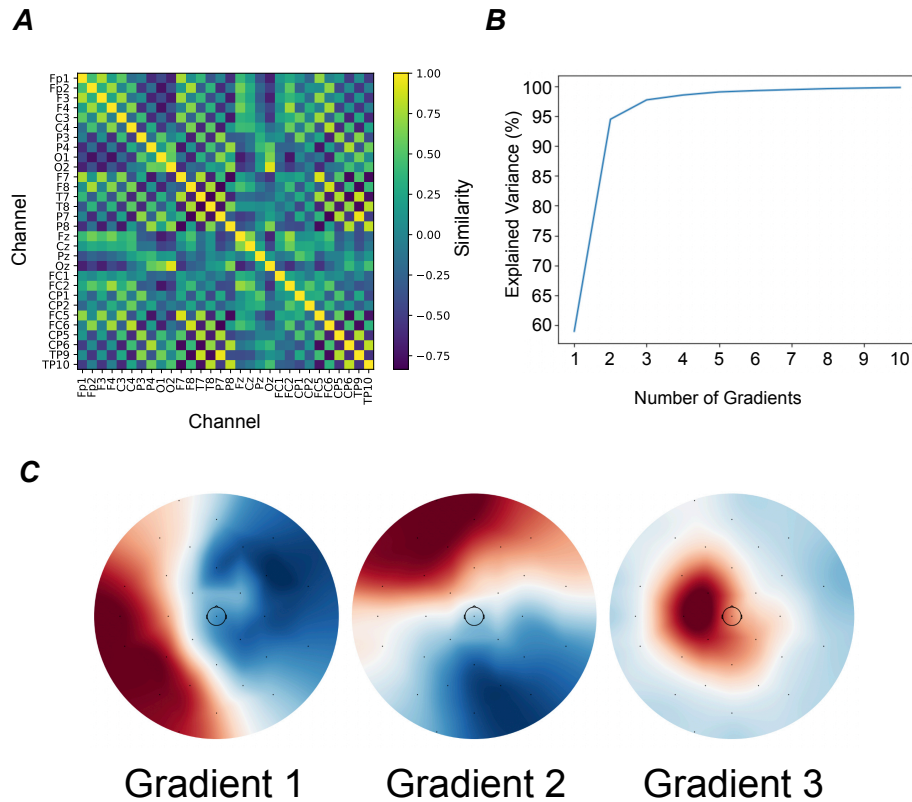 A
B
Channel
Fp1
Fp2
F3
F4
C3
C4
P3
P4
O1
O2
F7
F8
T7
T8
P7
P8
Fz
Cz
Pz
Oz
FC1
FC2
CP1
CP2
FC5
FC6
CP5
CP6
TP9
TP10
Fp1 Fp2 F3 F4 C3 C4 P3 P4 O1 O2 F7 F8 T7 T8 P7 P8 Fz Cz Pz Oz FC1 FC2 CP1 CP2 FC5 FC6 CP5 CP6 TP9 TP10
Channel
1.00
0.75
0.50
0.25
0.00
−0.25
−0.50
−0.75
Similarity
Explained Variance (%)
100
95
90
85
80
75
70
65
60
1 2 3 4 5 6 7 8 9 10
Number of Gradients
C
Gradient 1 Gradient 2 Gradient 3